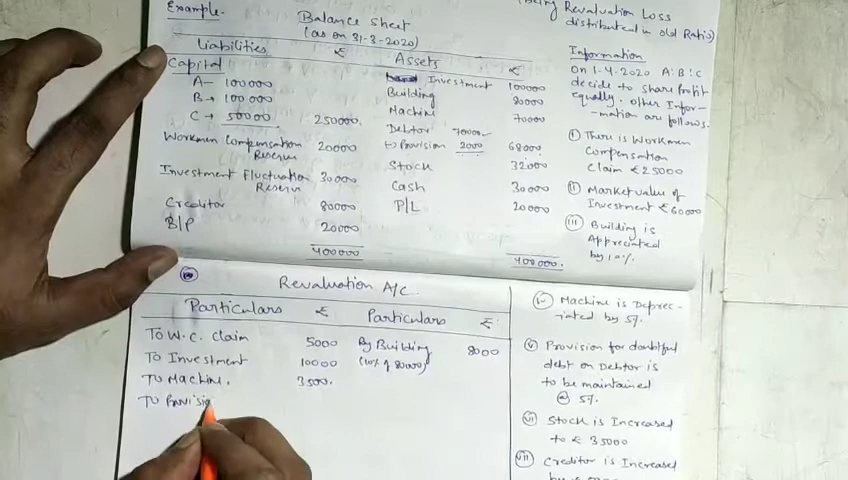 Example.
Balance Sheet
(as on 31-3-2020)
Liabilities ₹ Assets ₹
Capital
A— 100000
B→ 100000
C→ 50000 250000
Workmen Compensation Reserve 20000
Investment Fluctuation Reserve 30000
Creditor 80000
B/P 20000
400000
Investment 100000
Building 80000
Machine 70000
Debtor 70000
to Provision 2000 68000
Stock 32000
Cash 30000
P/L 20000
400000.
(Being Revaluation Loss
distributed in old Ratio)
Information
On 1-4-2020 A:B:C
decide to share Profit
equally. other Infor-
-mation are follows.
(i) There is Workmen
Compensation
Claim ₹ 25000
(ii) Market value of
Investment ₹ 60000
(iii) Building is
Appreciated
by 10%.
Revaluation A/C.
Particulars ₹ Particulars ₹
To W.C. Claim 5000 By Building 8000
To Investment 10000 (10% of 80000)
To Machine. 3500.
To Provisio
Machine is Deprec-
iated by 5%.
(v) Provision for doubtful
debt on Debtor is
to be maintained
@ 5%.
(vi) Stock is Increased
to ₹ 35000
(vii) Creditor is Increased